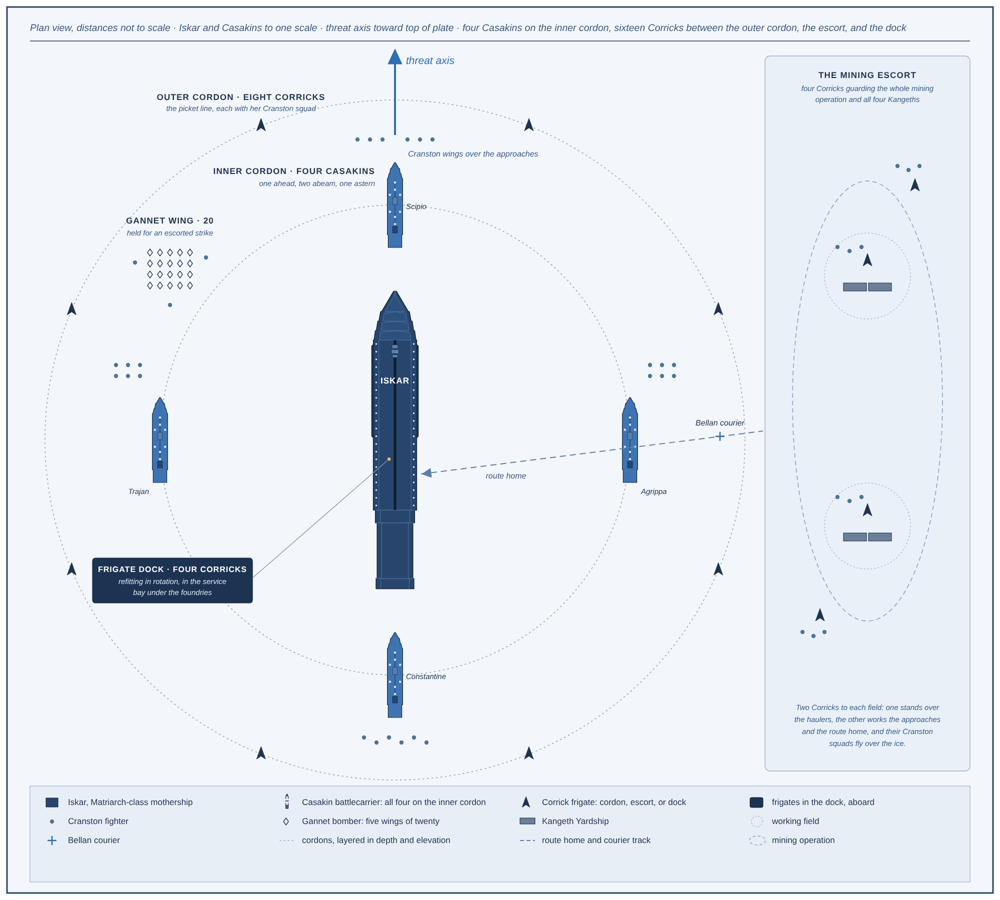 Plan view, distances not to scale · Iskar and Casakins to one scale · threat axis toward top of plate · four Casakins on the inner cordon, sixteen Corricks between the outer cordon, the escort, and the dock
threat axis
OUTER CORDON · EIGHT CORRICKS
the picket line, each with her Cranston squad
Cranston wings over the approaches
INNER CORDON · FOUR CASAKINS
one ahead, two abeam, one astern
Scipio
GANNET WING · 20
held for an escorted strike
ISKAR
Bellan courier
route home
Trajan
Agrippa
FRIGATE DOCK · FOUR CORRICKS
refitting in rotation, in the service
bay under the foundries
Constantine
THE MINING ESCORT
four Corricks guarding the whole mining
operation and all four Kangeths
Two Corricks to each field: one stands over
the haulers, the other works the approaches
and the route home, and their Cranston
squads fly over the ice.
Iskar, Matriarch-class mothership
Casakin battlecarrier: all four on the inner cordon
Corrick frigate: cordon, escort, or dock
frigates in the dock, aboard
Cranston fighter
Gannet bomber: five wings of twenty
Kangeth Yardship
working field
Bellan courier
cordons, layered in depth and elevation
route home and courier track
mining operation